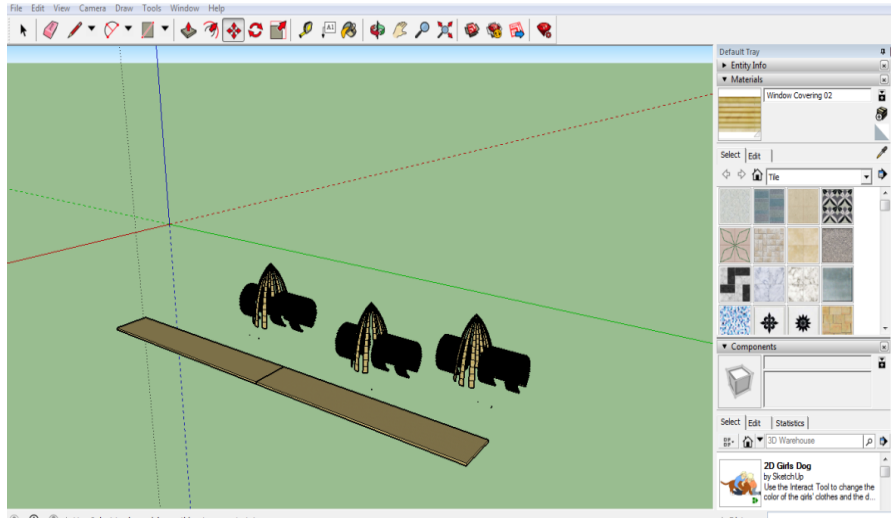 File Edit View Camera Draw Tools Window Help
A1
Default Tray
Entity Info
Materials
Window Covering 02
Select Edit
Tile
Components
Select Edit Statistics
3D Warehouse
2D Girls Dog
by SketchUp
Use the Interact Tool to change the
color of the girls' clothes and the d...